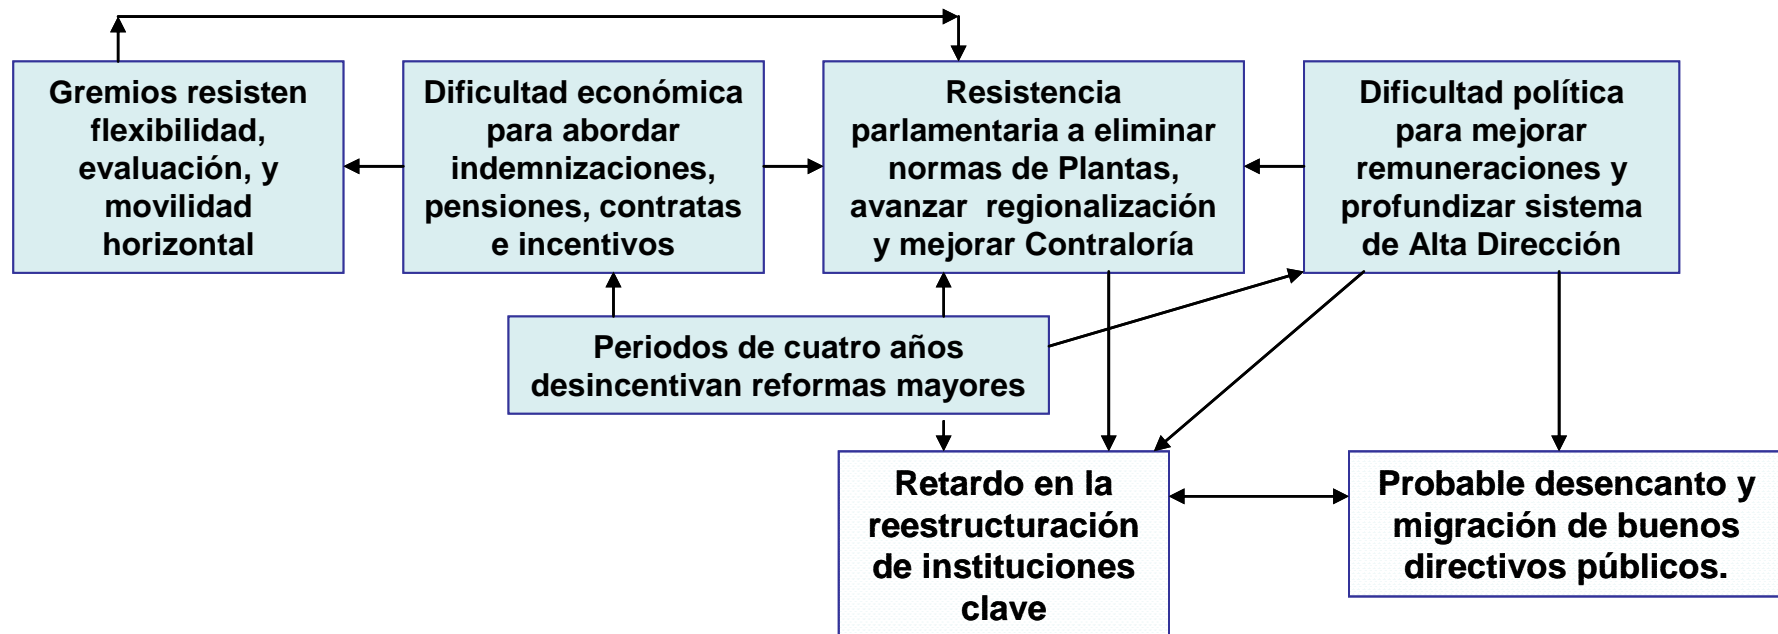 Gremios resisten
flexibilidad,
evaluación, y
movilidad
horizontal
Dificultad económica
para abordar
indemnizaciones,
pensiones, contratas
e incentivos
Resistencia
parlamentaria a eliminar
normas de Plantas,
avanzar regionalización
y mejorar Contraloría
Dificultad política
para mejorar
remuneraciones y
profundizar sistema
de Alta Dirección
Periodos de cuatro años
desincentivan reformas mayores
Retardo en la
reestructuración
de instituciones
clave
Probable desencanto y
migración de buenos
directivos públicos.